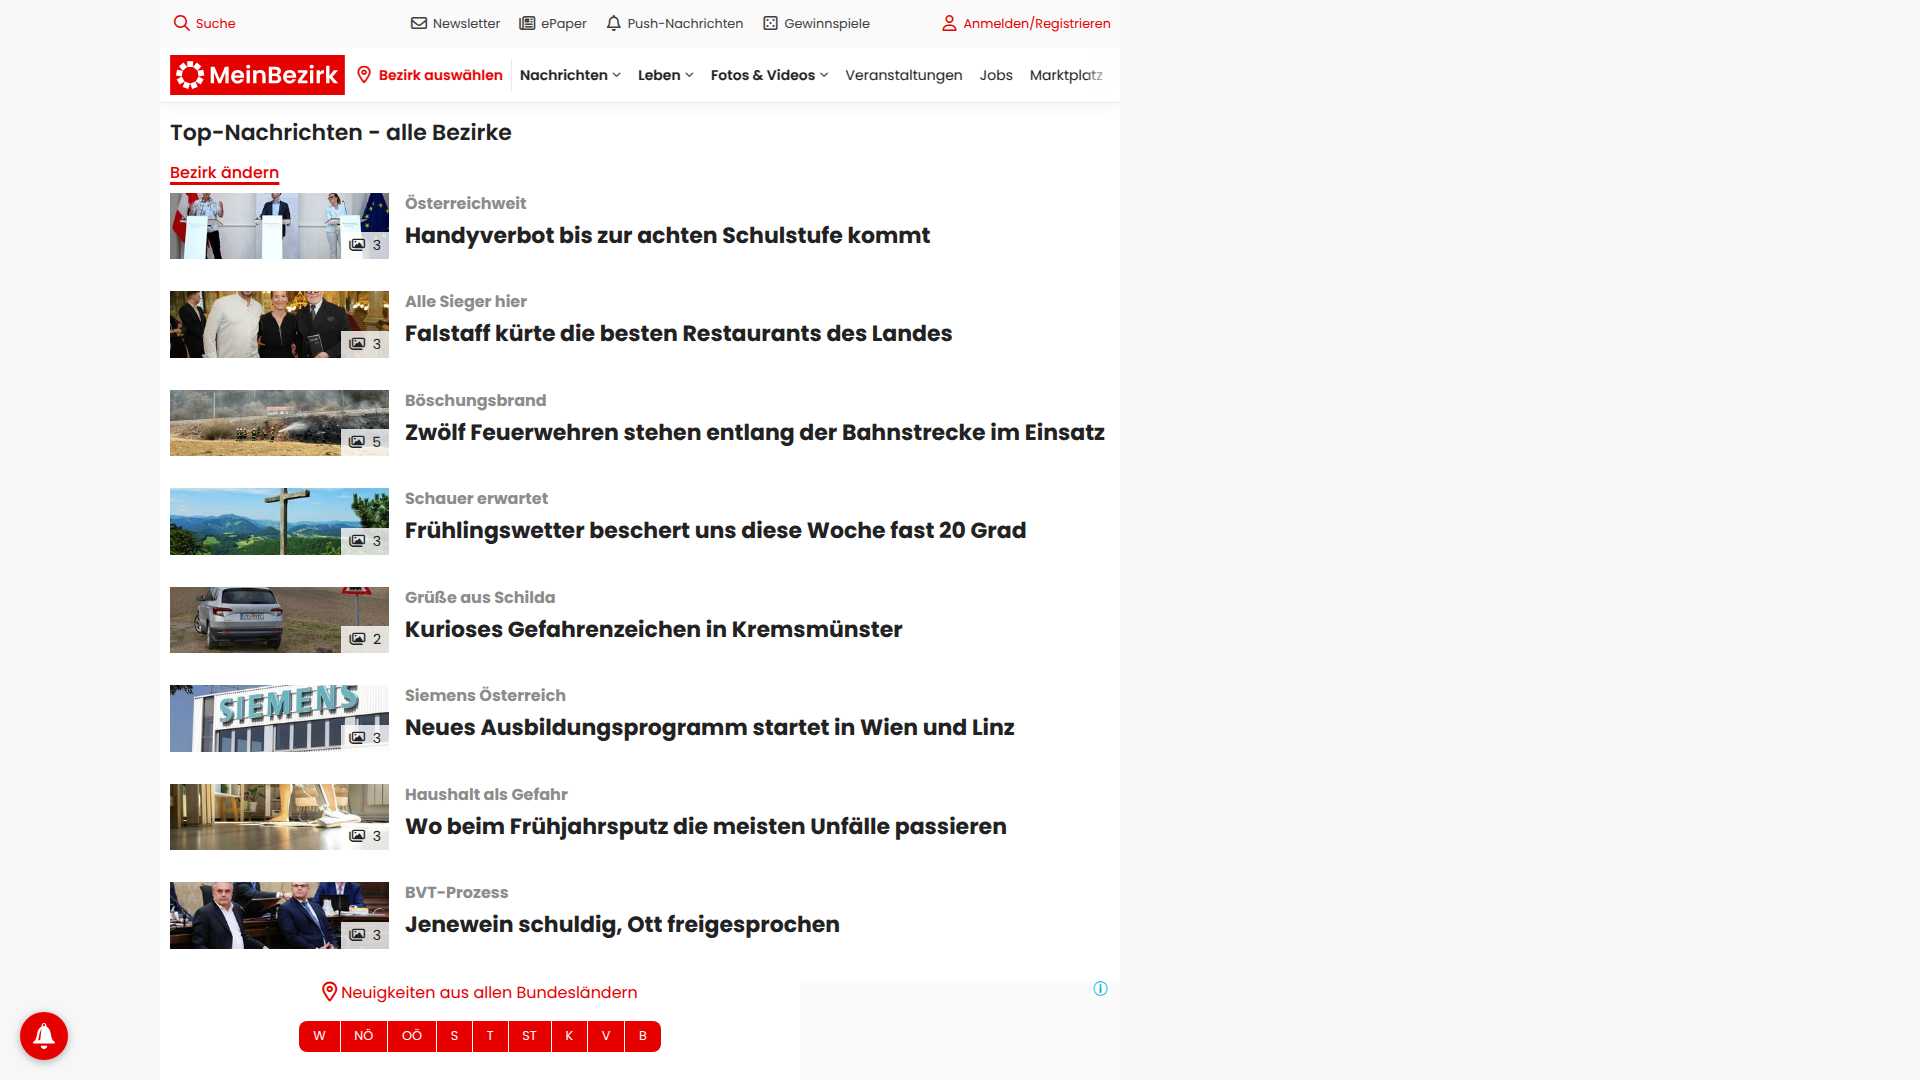 Suche
Newsletter
ePaper
Push-Nachrichten
Gewinnspiele
Anmelden/Registrieren
MeinBezirk
Bezirk auswählen
Nachrichten
Leben
Fotos & Videos
Veranstaltungen
Jobs
Marktplatz
Top-Nachrichten - alle Bezirke
Bezirk ändern
3
Österreichweit
Handyverbot bis zur achten Schulstufe kommt
3
Alle Sieger hier
Falstaff kürte die besten Restaurants des Landes
5
Böschungsbrand
Zwölf Feuerwehren stehen entlang der Bahnstrecke im Einsatz
3
Schauer erwartet
Frühlingswetter beschert uns diese Woche fast 20 Grad
2
Grüße aus Schilda
Kurioses Gefahrenzeichen in Kremsmünster
SIEMENS
3
Siemens Österreich
Neues Ausbildungsprogramm startet in Wien und Linz
3
Haushalt als Gefahr
Wo beim Frühjahrsputz die meisten Unfälle passieren
3
BVT-Prozess
Jenewein schuldig, Ott freigesprochen
Neuigkeiten aus allen Bundesländern
W NÖ OÖ S T ST K V B